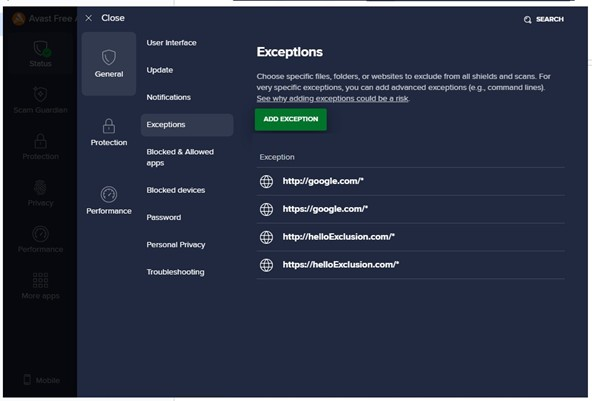 Avast Free A
Close
SEARCH
Status
Scam Guardian
Protection
Privacy
Performance
More apps
Mobile
General
Protection
Performance
User Interface
Update
Notifications
Exceptions
Blocked & Allowed
apps
Blocked devices
Password
Personal Privacy
Troubleshooting
Exceptions
Choose specific files, folders, or websites to exclude from all shields and scans. For
very specific exceptions, you can add advanced exceptions (e.g., command lines).
See why adding exceptions could be a risk.
ADD EXCEPTION
Exception
http://google.com/*
https://google.com/*
http://helloExclusion.com/*
https://helloExclusion.com/*